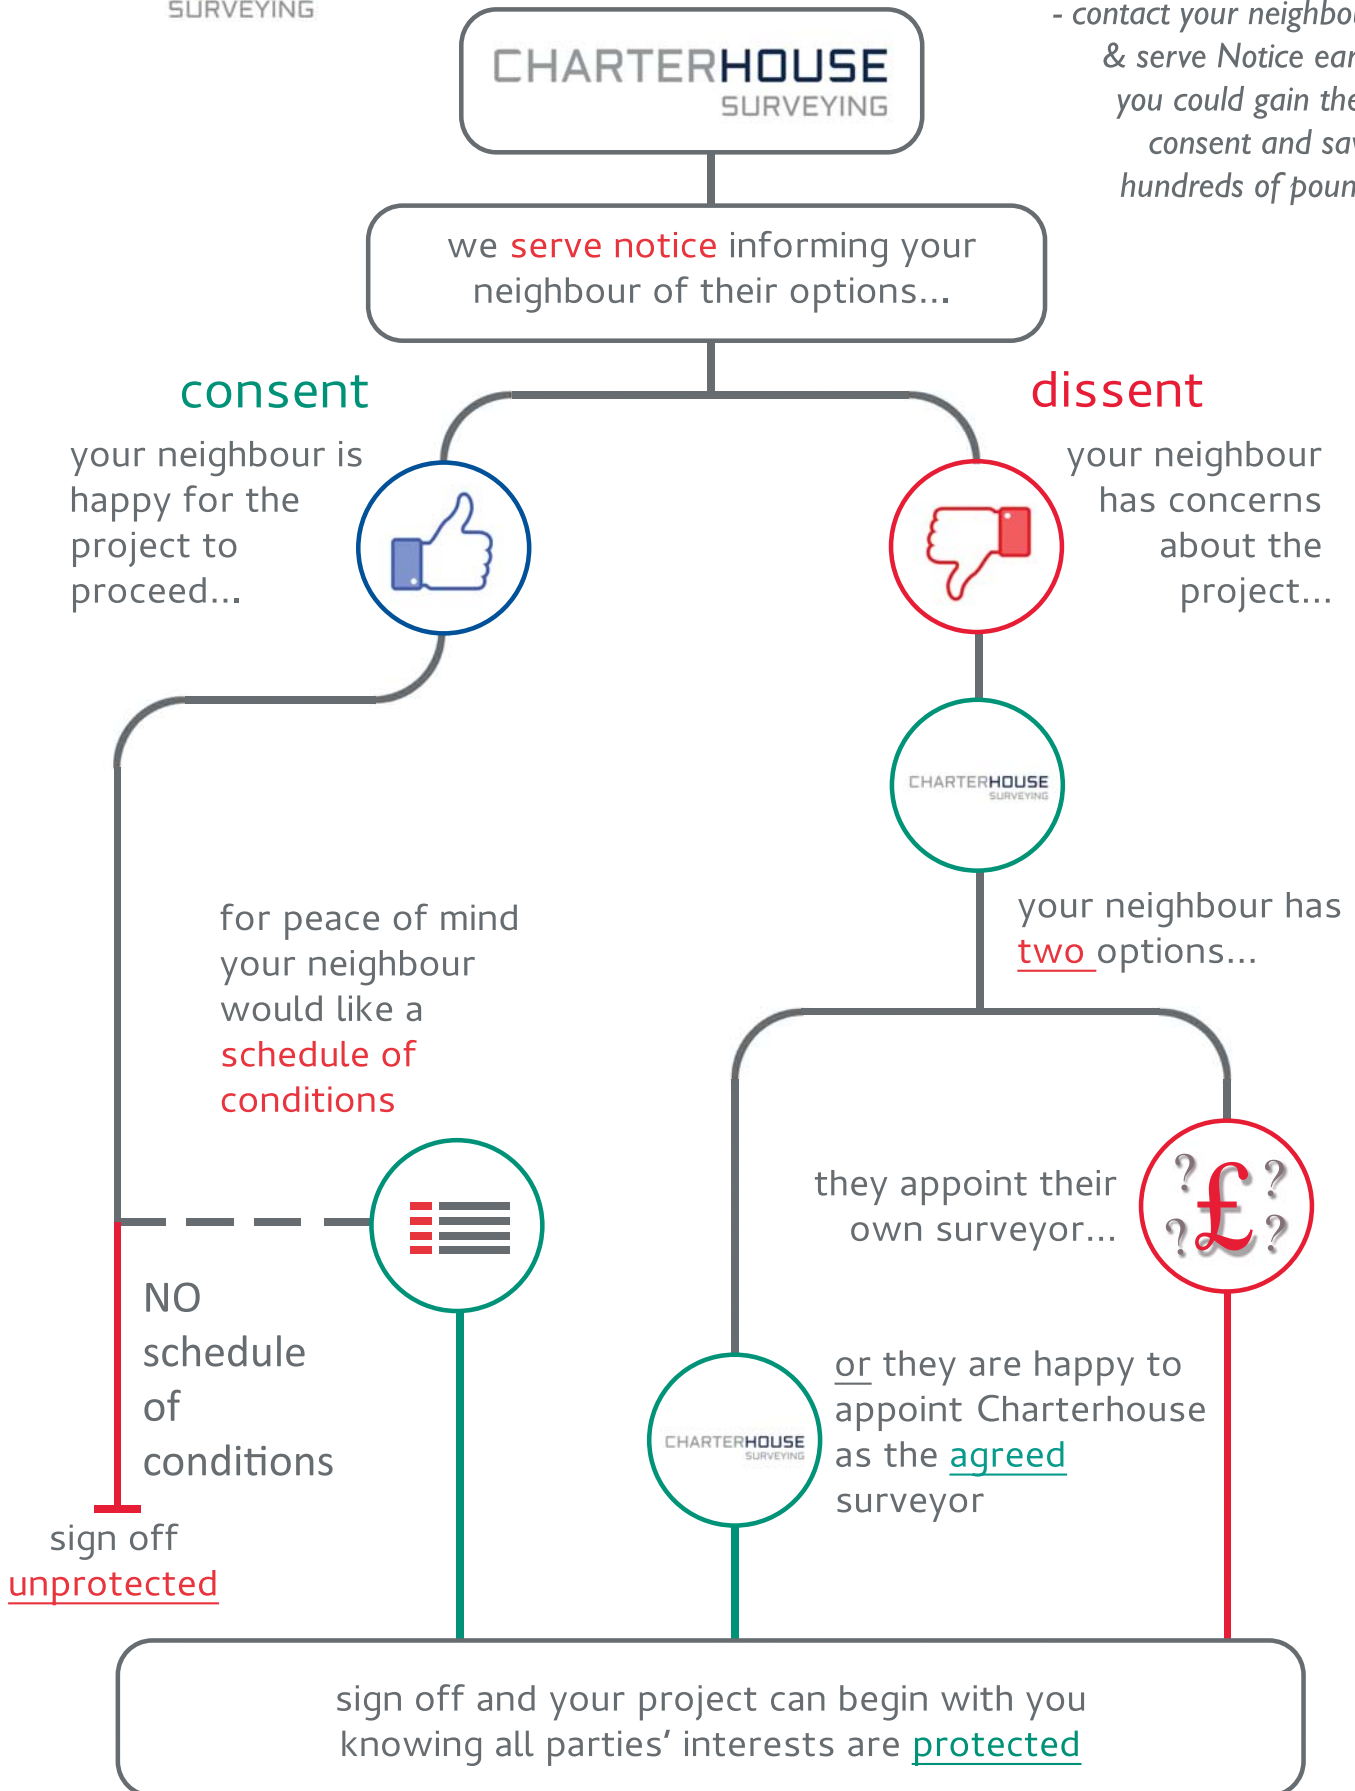 SURVEYING
- contact your
& serve Notice
you could gain
consent and
hundreds of
CHARTERHOUSE
SURVEYING
we serve notice informing your
neighbour of their options...
consent
your neighbour is
happy for the
project to
proceed...
dissent
your neighbour
has concerns
about the
project...
CHARTERHOUSE
SURVEYING
your neighbour has
two options...
for peace of mind
your neighbour
would like a
schedule of
conditions
they appoint their
own surveyor...
? £ ?
? ?
NO
schedule
of
conditions
CHARTERHOUSE
SURVEYING
or they are happy to
appoint Charterhouse
as the agreed
surveyor
sign off
unprotected
sign off and your project can begin with you
knowing all parties' interests are protected